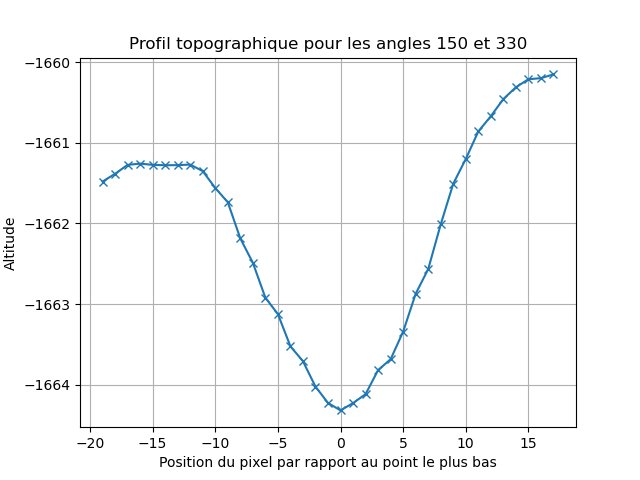 Profil topographique pour les angles 150 et 330
−1660
−1661
−1662
−1663
−1664
Altitude
−20 −15 −10 −5 0 5 10 15
Position du pixel par rapport au point le plus bas